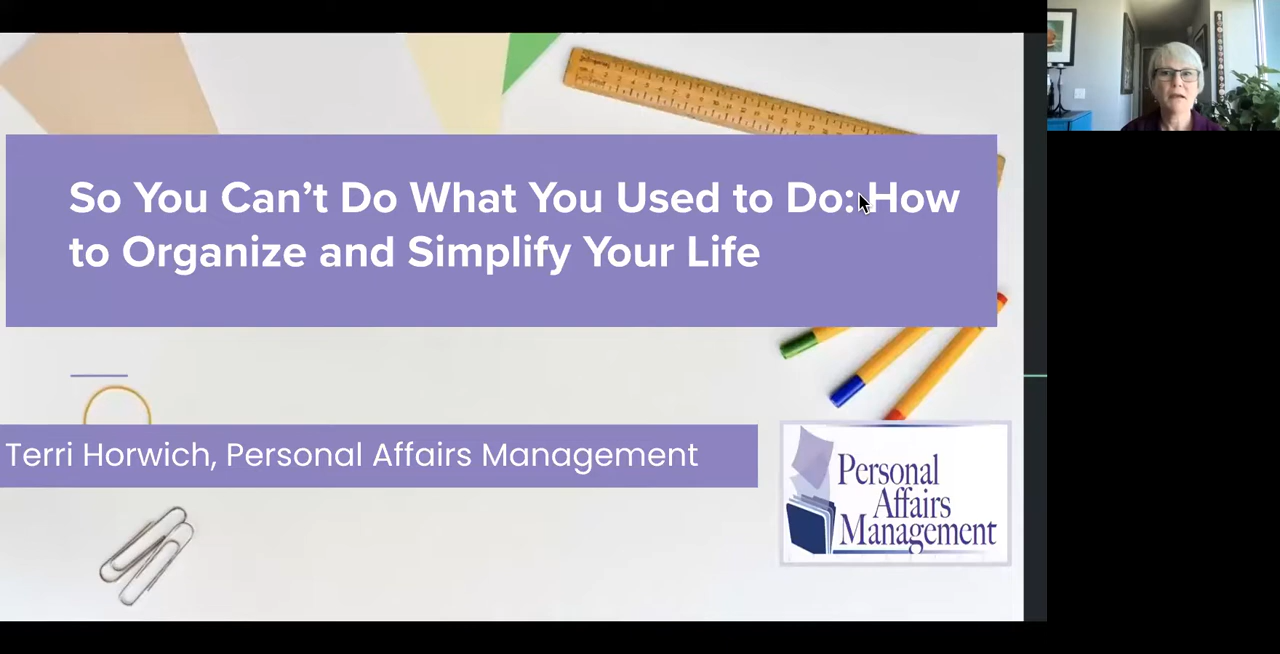 So You Can’t Do What You Used to Do: How
to Organize and Simplify Your Life
Terri Horwich, Personal Affairs Management
Personal
Affairs
Management